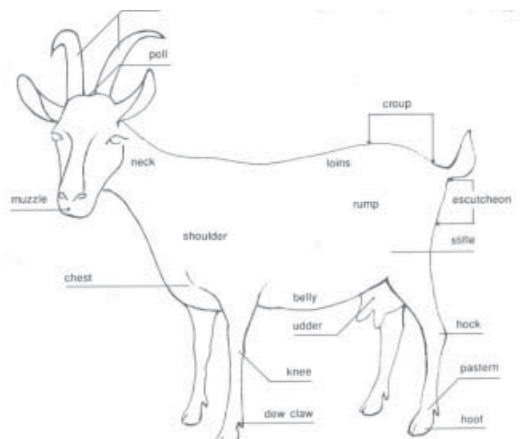 poll
croup
neck
loins
muzzle
rump
escutcheon
shoulder
stifle
chest
belly
udder
hock
knee
pastern
dew claw
hoof